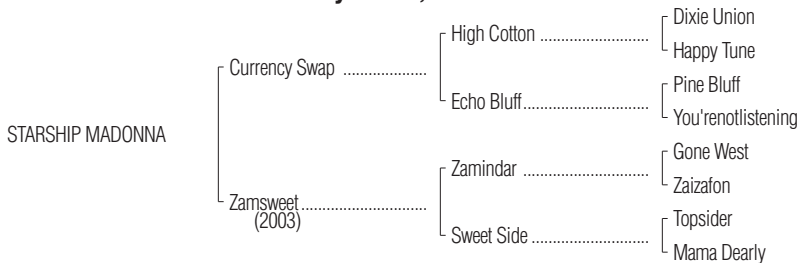 Dixie Union
High Cotton ......................
Happy Tune
Currency Swap ....................
Pine Bluff
Echo Bluff.........................
You'renotlistening
STARSHIP MADONNA
Gone West
Zamindar ........................
Zaizafon
Zamsweet..............................
(2003)
Topsider
Sweet Side ......................
Mama Dearly